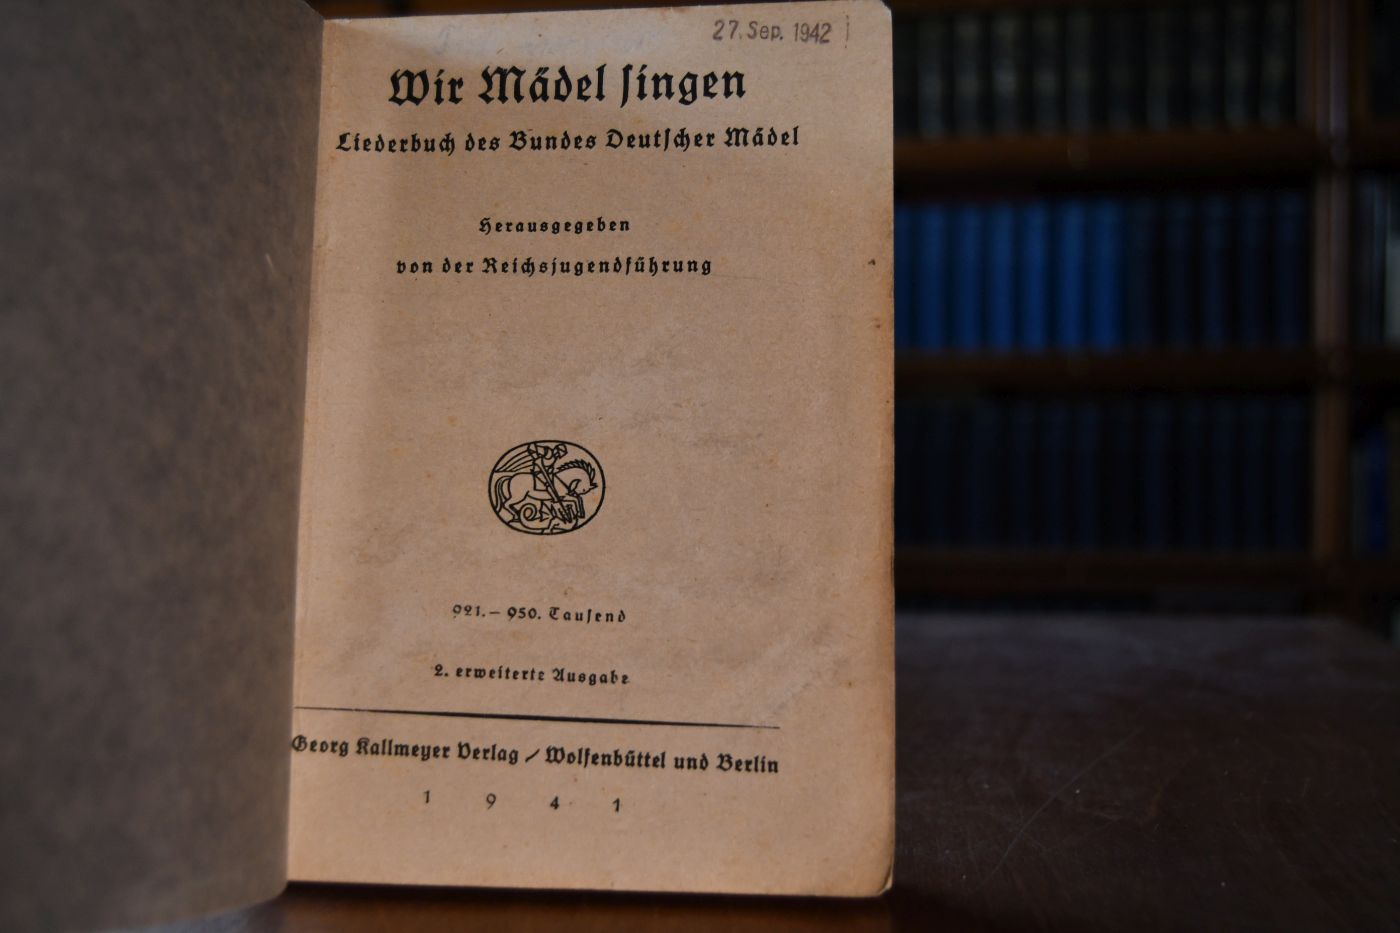 27. Sep. 1942
Wir Mädel singen
Liederbuch des Bundes Deutscher Mädel
Herausgegeben
von der Reichsjugendführung
921.– 950. Tausend
2. erweiterte Ausgabe
Georg Kallmeyer Verlag / Wolfenbüttel und Berlin
1 9 4 1